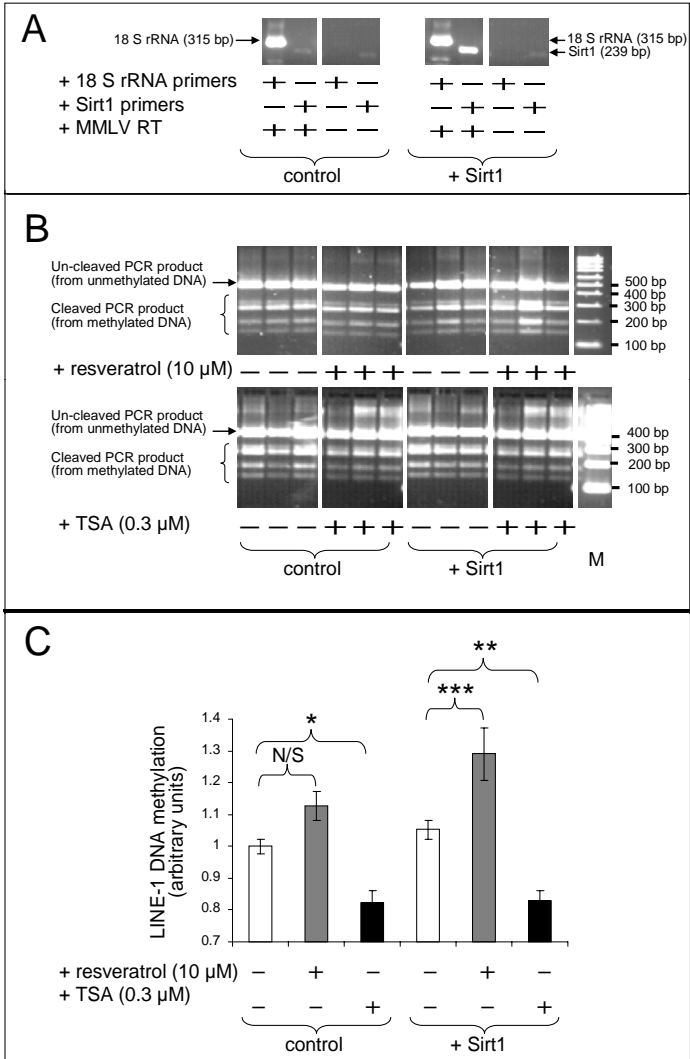 A
18 S rRNA (315 bp)
18 S rRNA (315 bp)
Sirt1 (239 bp)
+ 18 S rRNA primers + − + − + − + −
+ Sirt1 primers − + − + − + − +
+ MMLV RT + + − − + + − −
control + Sirt1
B
Un-cleaved PCR product
(from unmethylated DNA)
Cleaved PCR product
(from methylated DNA)
500 bp
400 bp
300 bp
200 bp
100 bp
+ resveratrol (10 µM) − − − + + + − − − + + +
Un-cleaved PCR product
(from unmethylated DNA)
Cleaved PCR product
(from methylated DNA)
400 bp
300 bp
200 bp
100 bp
+ TSA (0.3 µM) − − − + + + − − − + + +
control + Sirt1 M
C
LINE-1 DNA methylation
(arbitrary units)
1.4
1.3
1.2
1.1
1
0.9
0.8
0.7
N/S
*
***
**
+ resveratrol (10 µM) − + − − + −
+ TSA (0.3 µM) − − + − − +
control + Sirt1